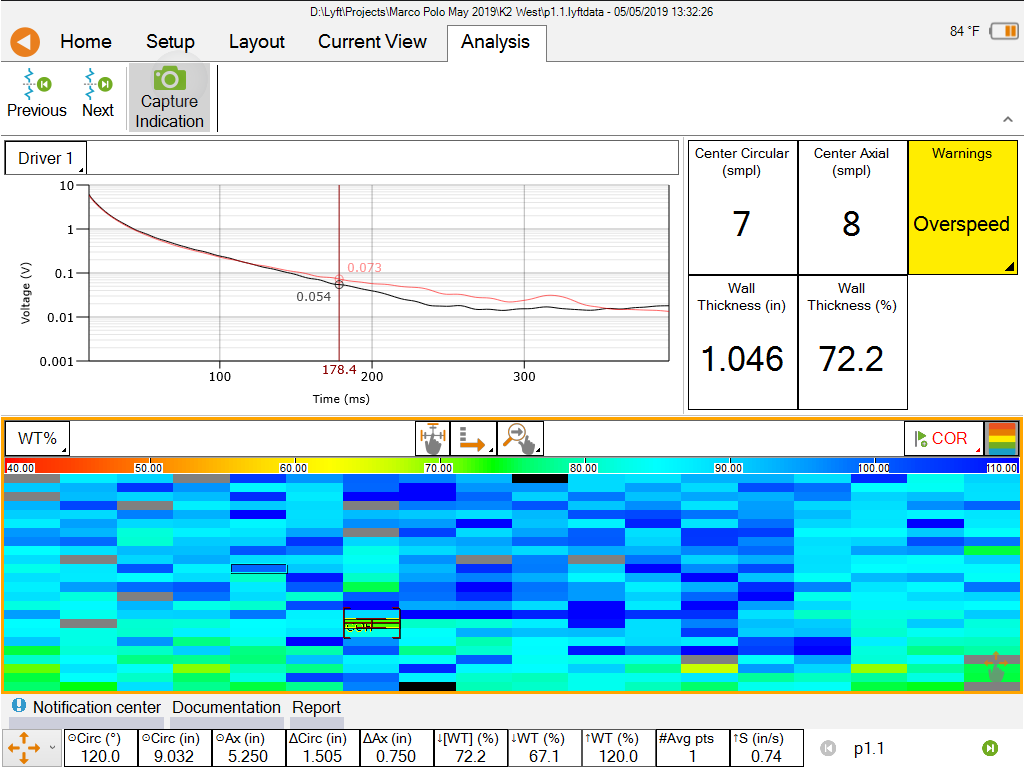 D:\Lyft\Projects\Marco Polo May 2019\K2 West\p1.1.lyftdata - 05/05/2019 13:32:26
Home Setup Layout Current View Analysis
84 °F
Previous Next Capture Indication
Driver 1
10
1
0.1
0.01
0.001
Voltage (V)
0.073
0.054
178.4
100 200 300
Time (ms)
Center Circular (smpl)
7
Center Axial (smpl)
8
Warnings
Overspeed
Wall Thickness (in)
1.046
Wall Thickness (%)
72.2
WT%
COR
40.00 50.00 60.00 70.00 80.00 90.00 100.00 110.00
COR
Notification center Documentation Report
⊙Circ (°) ⊙Circ (in) ⊙Ax (in) ΔCirc (in) ΔAx (in) ↓[WT] (%) ↓WT (%) ↑WT (%) #Avg pts ↑S (in/s)
120.0 9.032 5.250 1.505 0.750 72.2 67.1 120.0 1 0.74
p1.1